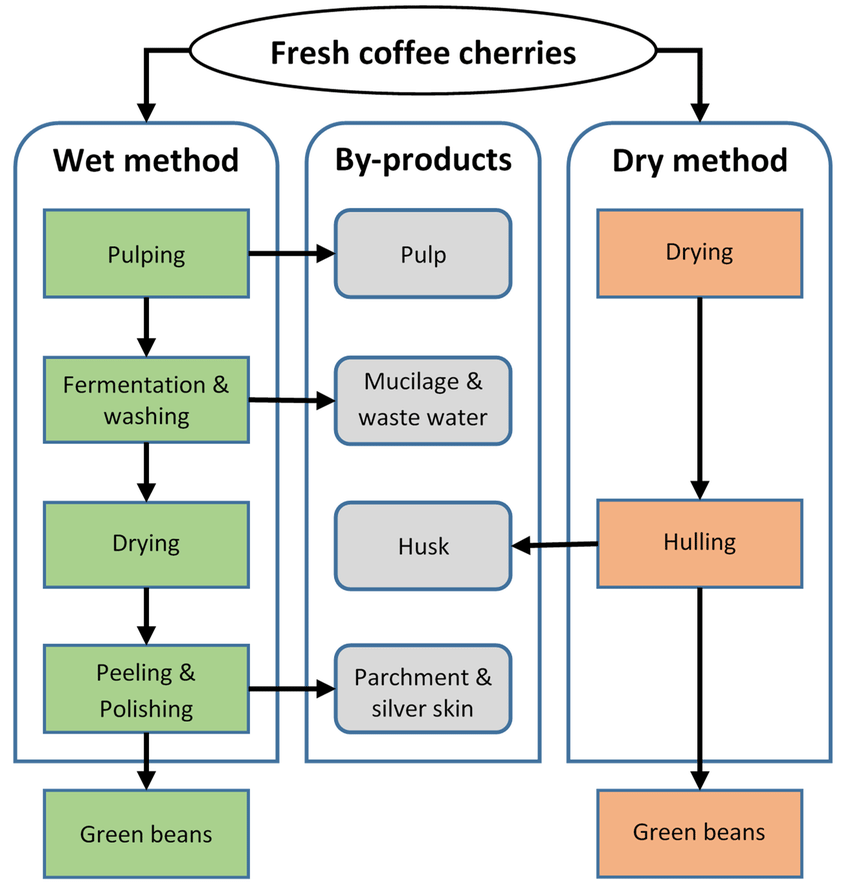 Fresh coffee cherries
Wet method
Pulping
Fermentation &
washing
Drying
Peeling &
Polishing
Green beans
By-products
Pulp
Mucilage &
waste water
Husk
Parchment &
silver skin
Dry method
Drying
Hulling
Green beans